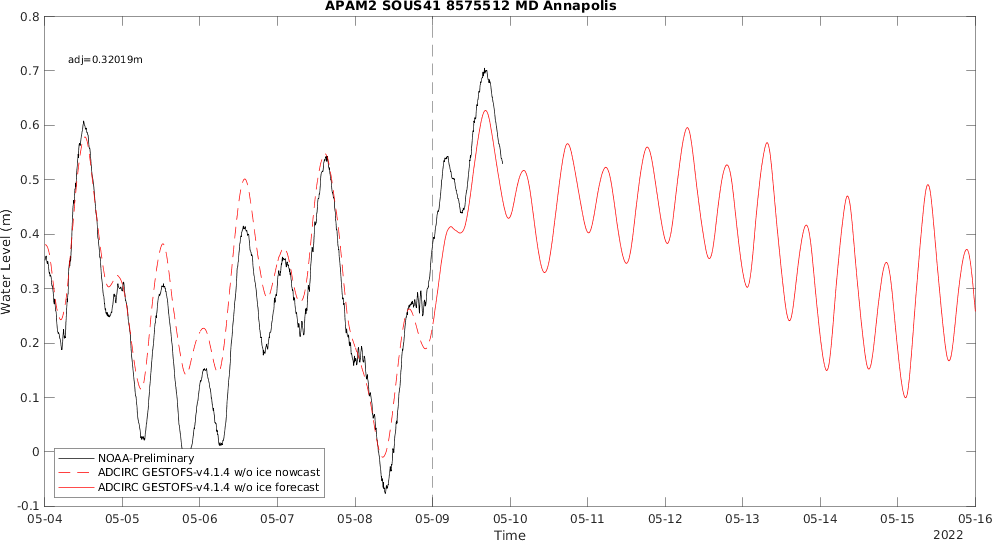 APAM2 SOUS41 8575512 MD Annapolis
adj=0.32019m
0.8
0.7
0.6
0.5
0.4
0.3
0.2
0.1
0
-0.1
Water Level (m)
NOAA-Preliminary
ADCIRC GESTOFS-v4.1.4 w/o ice nowcast
ADCIRC GESTOFS-v4.1.4 w/o ice forecast
05-04 05-05 05-06 05-07 05-08 05-09 05-10 05-11 05-12 05-13 05-14 05-15 05-16
Time
2022